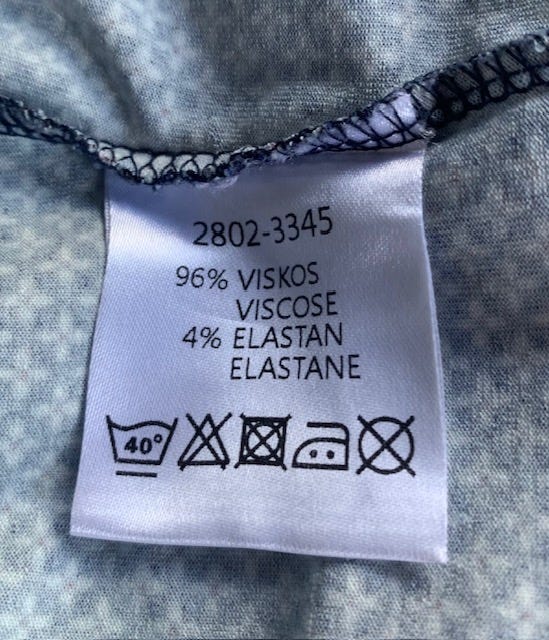 2802-3345
96% VISKOS
VISCOSE
4% ELASTAN
ELASTANE
40°